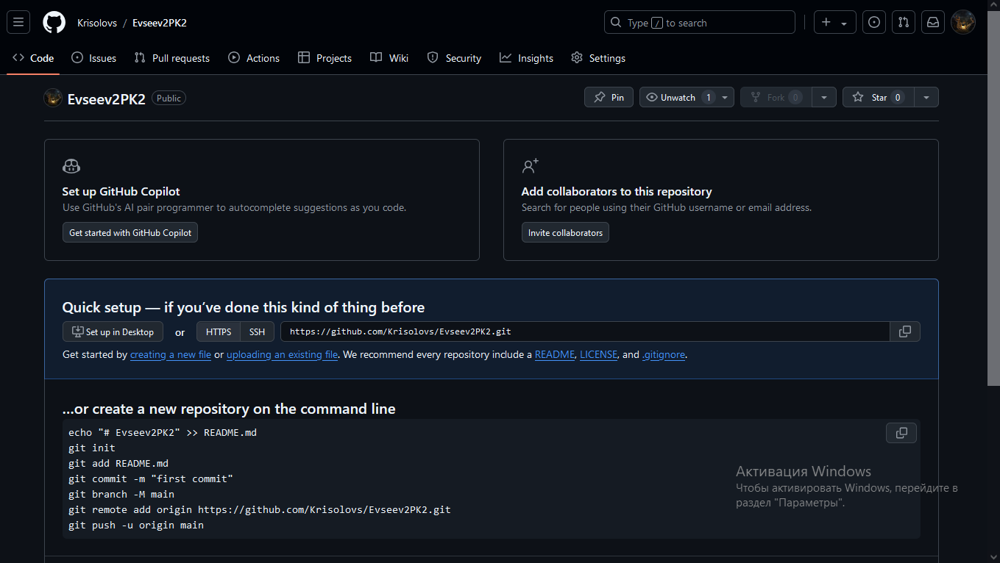 Krisolovs / Evseev2PK2
Type / to search
Code Issues Pull requests Actions Projects Wiki Security Insights Settings
Evseev2PK2 Public
Pin Unwatch 1 Fork 0 Star 0
Set up GitHub Copilot
Use GitHub's AI pair programmer to autocomplete suggestions as you code.
Get started with GitHub Copilot
Add collaborators to this repository
Search for people using their GitHub username or email address.
Invite collaborators
Quick setup — if you’ve done this kind of thing before
Set up in Desktop or HTTPS SSH https://github.com/Krisolovs/Evseev2PK2.git
Get started by creating a new file or uploading an existing file. We recommend every repository include a README, LICENSE, and .gitignore.
…or create a new repository on the command line
echo "# Evseev2PK2" >> README.md
git init
git add README.md
git commit -m "first commit"
git branch -M main
git remote add origin https://github.com/Krisolovs/Evseev2PK2.git
git push -u origin main
Активация Windows
Чтобы активировать Windows, перейдите в
раздел "Параметры".